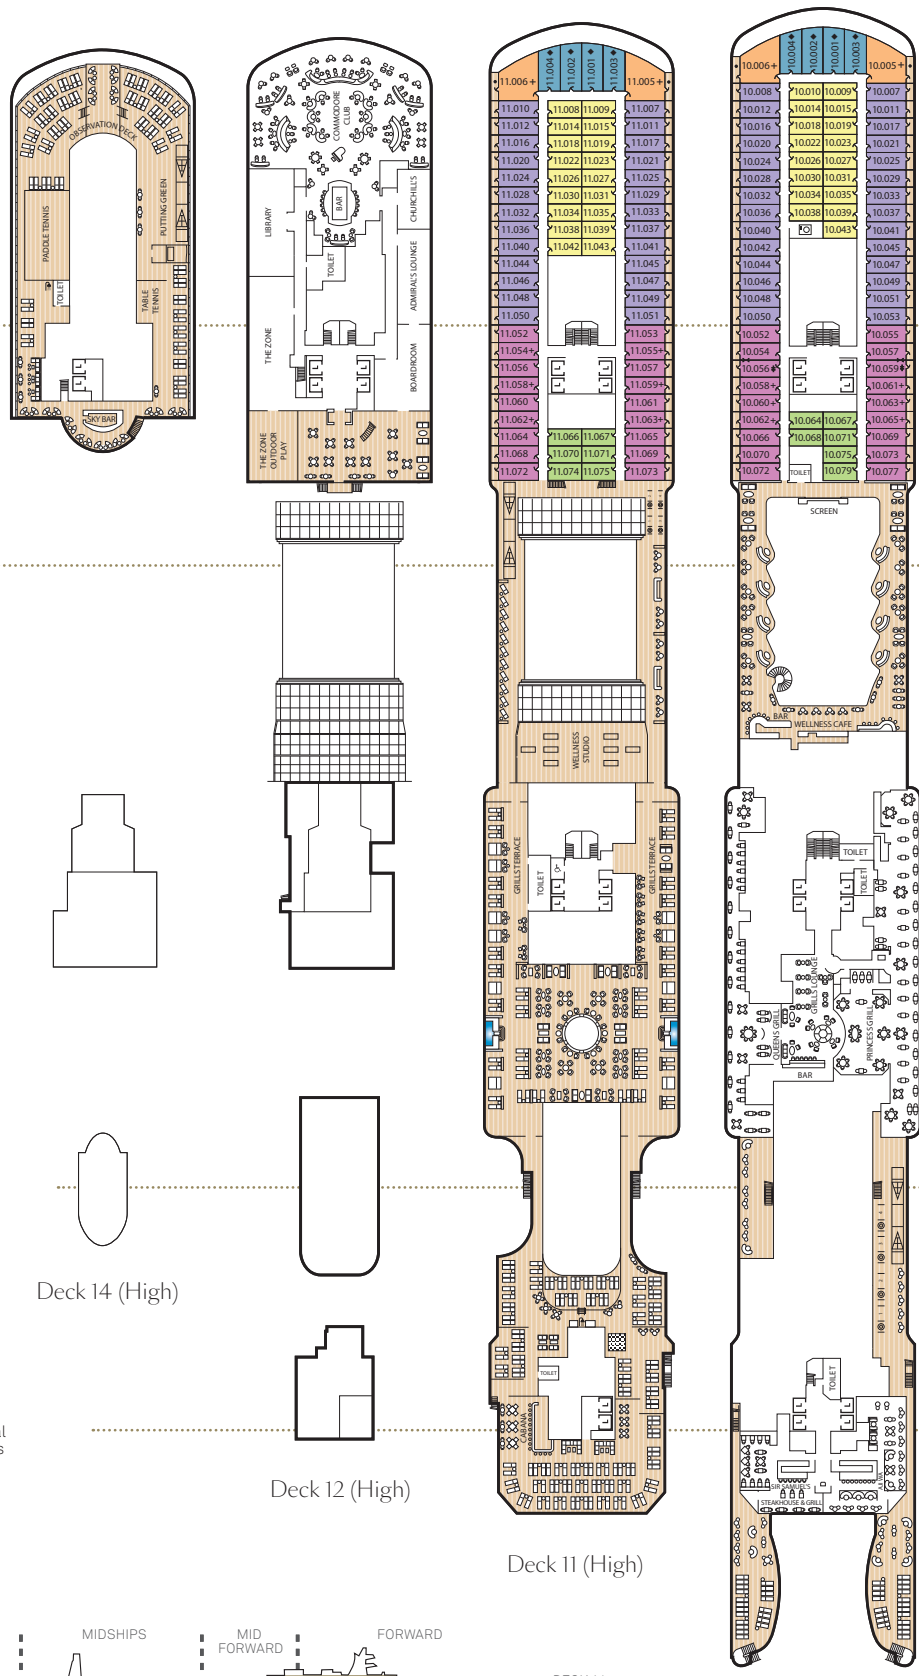 OBSERVATION DECK
PADDLE TENNIS
PUTTING GREEN
TOILET
TABLE
TENNIS
SKY BAR
Deck 14 (High)
COMMODORE
CLUB
LIBRARY
BAR
CHURCHILL'S
TOILET
ADMIRAL'S LOUNGE
THE ZONE
BOARDROOM
THE ZONE
OUTDOOR
PLAY
Deck 12 (High)
11.004 ◆ 11.002 ◆ 11.001 ◆ 11.003 ◆
11.006+ 11.005+
11.010 11.008 11.009 11.007
11.012 11.014 11.015 11.011
11.016 11.018 11.019 11.017
11.020 11.022 11.023 11.021
11.024 11.026 11.027 11.025
11.028 11.030 11.031 11.029
11.032 11.034 11.035 11.033
11.036 11.038 11.039 11.037
11.040 11.042 11.043 11.041
11.044 11.045
11.046 11.047
11.048 11.049
11.050 11.051
11.052 11.053
11.054+ 11.055+
11.056 11.057
11.058+ 11.059+
11.060 11.061
11.062+ 11.063+
11.064 11.066 11.067 11.065
11.068 11.070 11.071 11.069
11.072 11.074 11.075 11.073
WELLNESS
STUDIO
GRILLS TERRACE
TOILET
GRILLS TERRACE
TOILET
CABANA
Deck 11 (High)
10.004 ◆ 10.002 ◆ 10.001 ◆ 10.003 ◆
10.006+ 10.005+
10.008 10.010 10.009 10.007
10.012 10.014 10.015 10.011
10.016 10.018 10.019 10.017
10.020 10.022 10.023 10.021
10.024 10.026 10.027 10.025
10.028 10.030 10.031 10.029
10.032 10.034 10.035 10.033
10.036 10.038 10.039 10.037
10.040 10.043 10.041
10.042 10.045
10.044 10.047
10.046 10.049
10.048 10.051
10.050 10.053
10.052 10.055
10.054 10.057
10.056 10.059
10.058+ 10.061+
10.060+ 10.063+
10.062+ 10.064 10.067 10.065+
10.066 10.068 10.071 10.069
10.070 10.075 10.073
10.072 TOILET 10.079 10.077
SCREEN
BAR
WELLNESS CAFE
TOILET
TOILET
GRILLS LOUNGE
QUEENS GRILL
PRINCESS GRILL
BAR
TOILET
SIR SAMUEL'S
STEAKHOUSE & GRILL
MIDSHIPS
MID
FORWARD
FORWARD